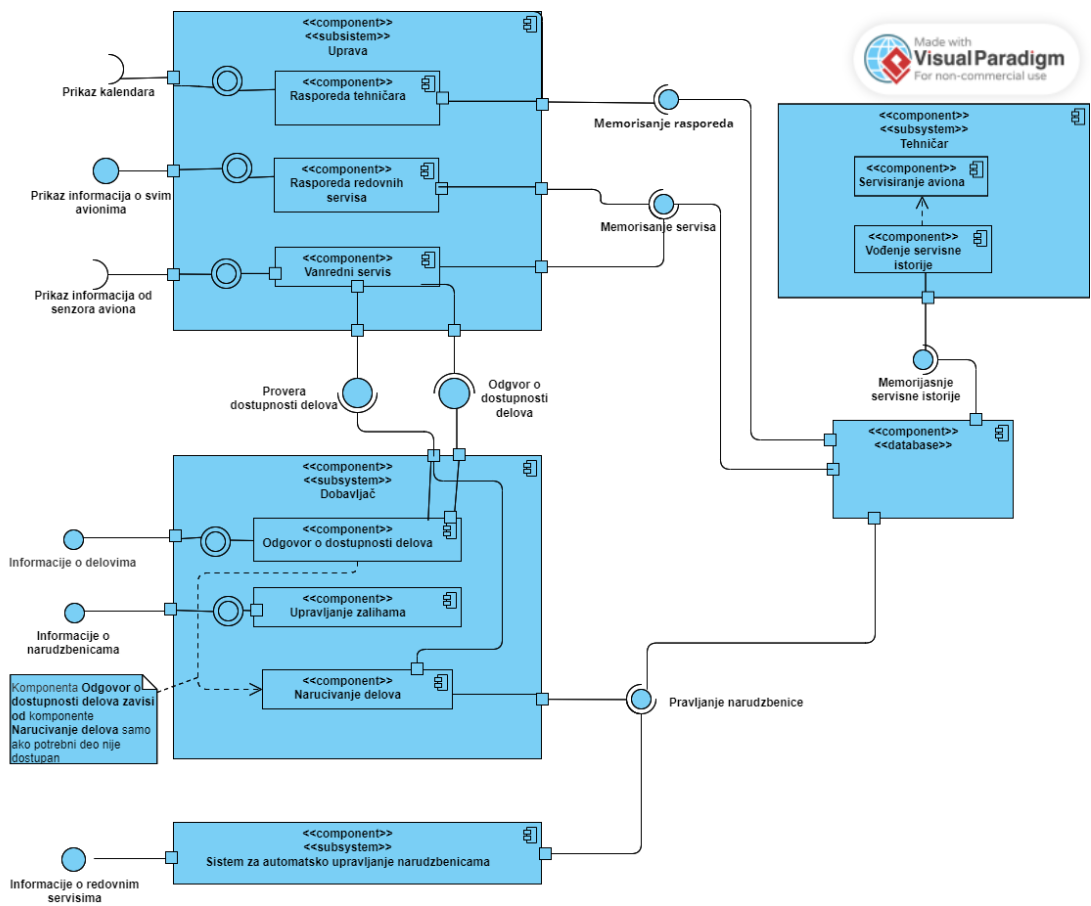 <<component>>
<<subsistem>>
Uprava
Prikaz kalendara
<<component>>
Rasporeda tehničara
Prikaz informacija o svim
avionima
<<component>>
Rasporeda redovnih
servisa
Prikaz informacija od
senzora aviona
<<component>>
Vanredni servis
Memorisanje rasporeda
Memorisanje servisa
Made with
Visual Paradigm
For non-commercial use
<<component>>
<<subsystem>>
Tehničar
<<component>>
Servisiranje aviona
<<component>>
Vođenje servisne
istorije
Memorijasnje
servisne istorije
<<component>>
<<database>>
Provera
dostupnosti delova
Odgvor o
dostupnosti
delova
<<component>>
<<subsystem>>
Dobavljač
Informacije o delovima
<<component>>
Odgovor o dostupnosti delova
Informacije o
narudzbenicama
<<component>>
Upravljanje zalihama
<<component>>
Narucivanje delova
Komponenta Odgovor o
dostupnosti delova zavisi
od komponente
Narucivanje delova samo
ako potrebni deo nije
dostupan
Pravljanje narudzbenice
<<component>>
<<subsystem>>
Sistem za automatsko upravljanje narudzbenicama
Informacije o redovnim
servisima